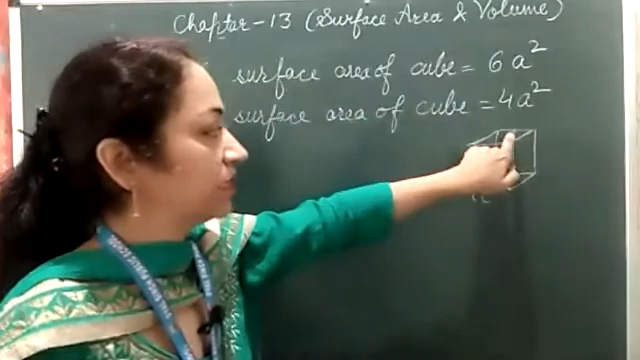 Chapter - 13 (Surface Area & Volume)
surface area of cube = 6a²
surface area of cube = 4a²